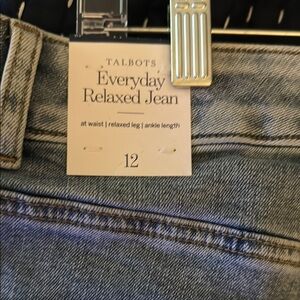 TALBOTS
Everyday
Relaxed Jean
at waist | relaxed leg | ankle length
12